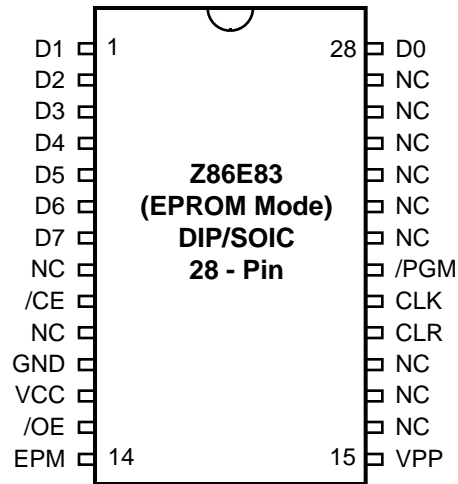 D1 1 28 D0
D2 NC
D3 NC
D4 NC
D5 Z86E83 NC
D6 (EPROM Mode) NC
D7 DIP/SOIC NC
NC 28 - Pin /PGM
/CE CLK
NC CLR
GND NC
VCC NC
/OE NC
EPM 14 15 VPP